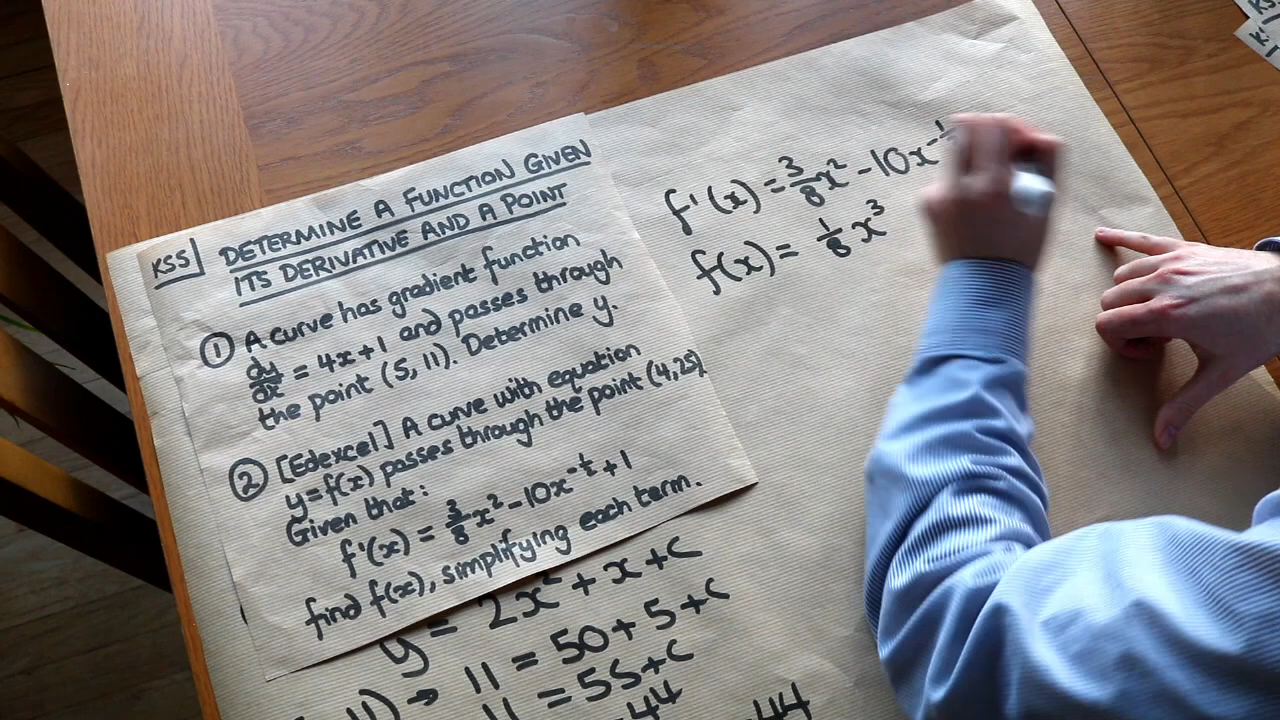 KS5
DETERMINE A FUNCTION GIVEN
ITS DERIVATIVE AND A POINT
① A curve has gradient function
dy/dx = 4x+1 and passes through
the point (5, 11). Determine y.
② [Edexcel] A curve with equation
y=f(x) passes through the point (4,25).
Given that:
f'(x) = 3/8 x² - 10x^-½ + 1
find f(x), simplifying each term.
y = 2x² + x + c
11 = 50 + 5 + c
11 = 55 + c
-44
-44
f'(x) = 3/8 x² - 10x
f(x) = 1/8 x³